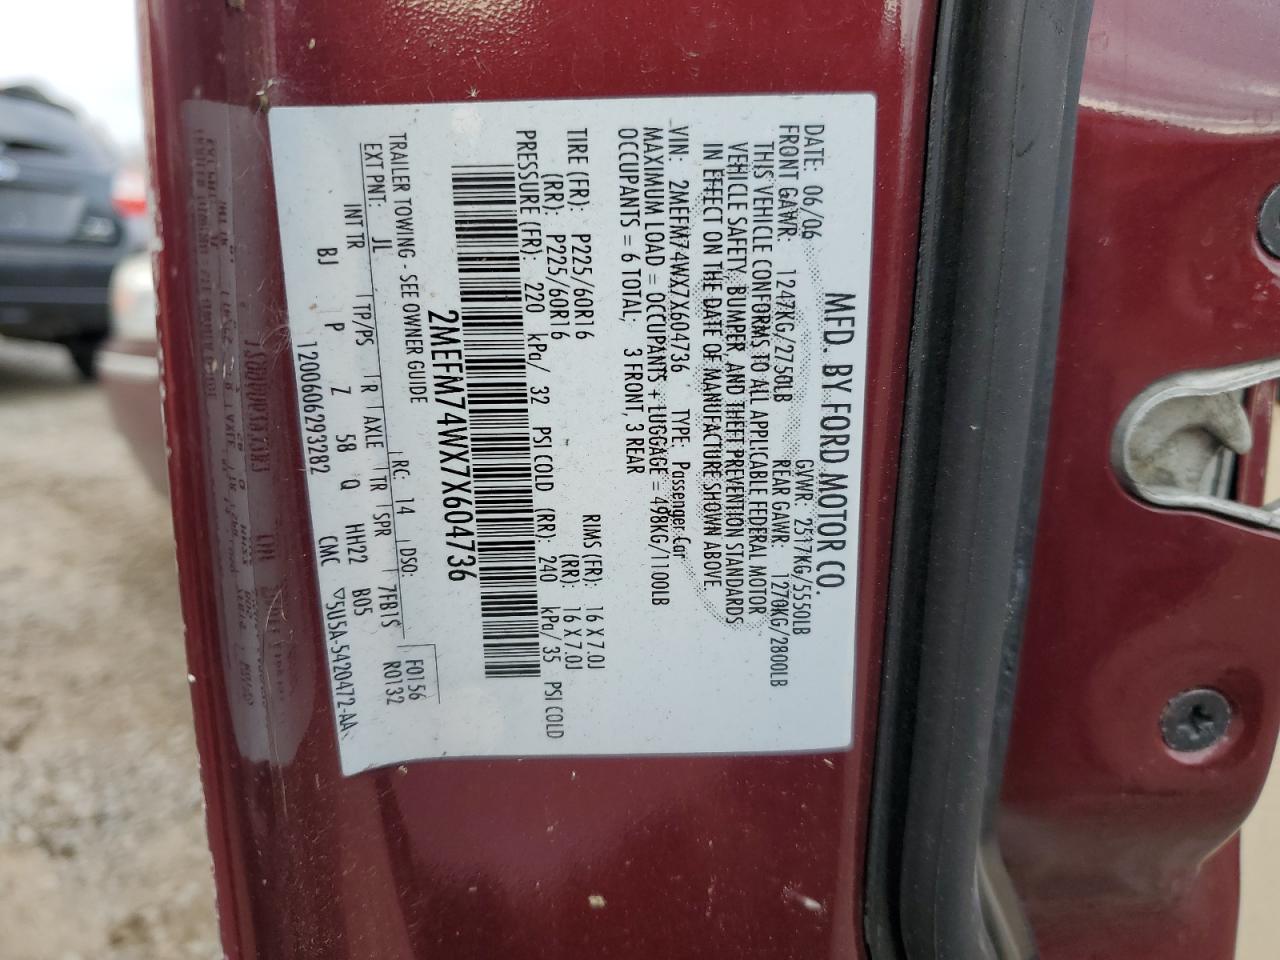 MFD. BY FORD MOTOR CO.
DATE: 06/06 GVWR: 2517KG/5550LB
FRONT GAWR: 1247KG/2750LB REAR GAWR: 1270KG/2800LB
THIS VEHICLE CONFORMS TO ALL APPLICABLE FEDERAL MOTOR
VEHICLE SAFETY, BUMPER, AND THEFT PREVENTION STANDARDS
IN EFFECT ON THE DATE OF MANUFACTURE SHOWN ABOVE.
VIN: 2MEFM74WX7X604736 TYPE: Passenger Car
MAXIMUM LOAD = OCCUPANTS + LUGGAGE = 498KG/1100LB
OCCUPANTS = 6 TOTAL; 3 FRONT, 3 REAR
TIRE (FR): P225/60R16 RIMS (FR): 16 X 7.0J
(RR): P225/60R16 (RR): 16 X 7.0J
PRESSURE (FR): 220 kPa/ 32 PSI COLD (RR): 240 kPa/ 35 PSI COLD
2MEFM74WX7X604736
TRAILER TOWING - SEE OWNER GUIDE
F0156
EXT PNT: JL RC: 14 DSO: R0132
INT TR TP/PS R AXLE TR SPR 7FB1S
BJ P Z 5B Q HH22 B05
1200606293282 CMC ▽5U5A-5420472-AA